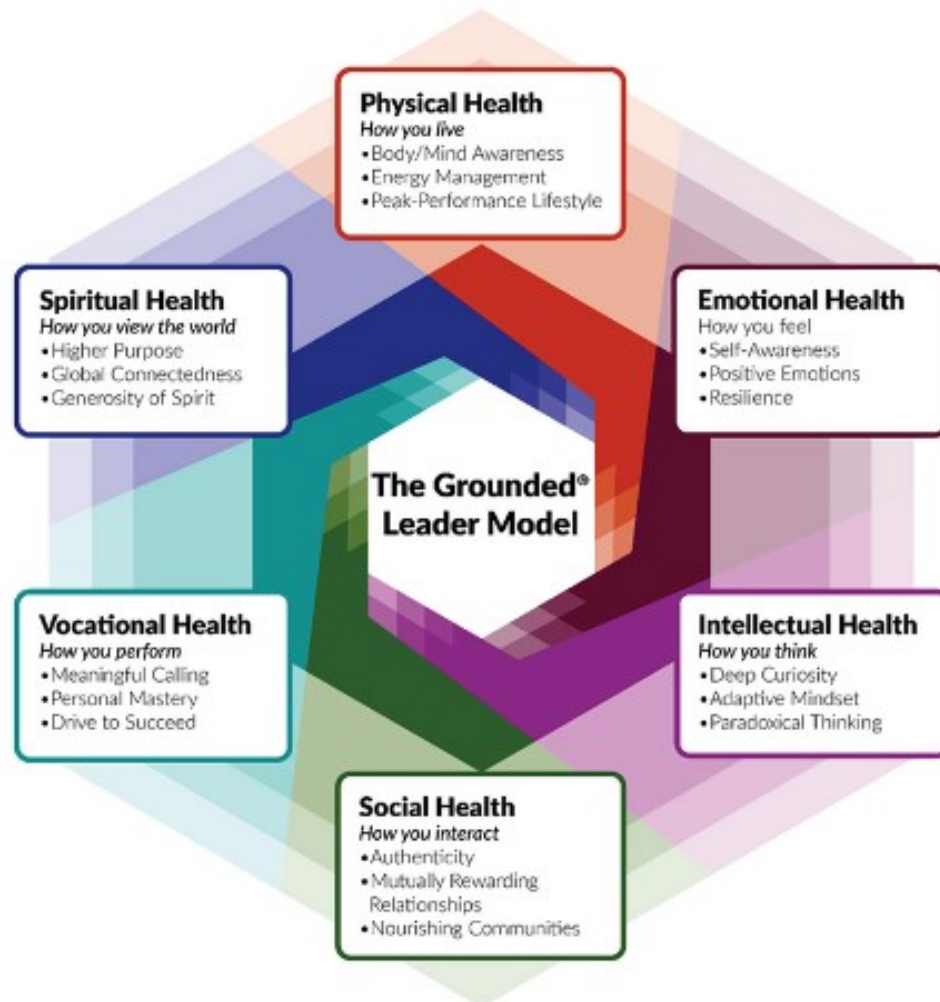 Physical Health
How you live
•Body/Mind Awareness
•Energy Management
•Peak-Performance Lifestyle
Spiritual Health
How you view the world
•Higher Purpose
•Global Connectedness
•Generosity of Spirit
Emotional Health
How you feel
•Self-Awareness
•Positive Emotions
•Resilience
The Grounded®
Leader Model
Vocational Health
How you perform
•Meaningful Calling
•Personal Mastery
•Drive to Succeed
Intellectual Health
How you think
•Deep Curiosity
•Adaptive Mindset
•Paradoxical Thinking
Social Health
How you interact
•Authenticity
•Mutually Rewarding
Relationships
•Nourishing Communities